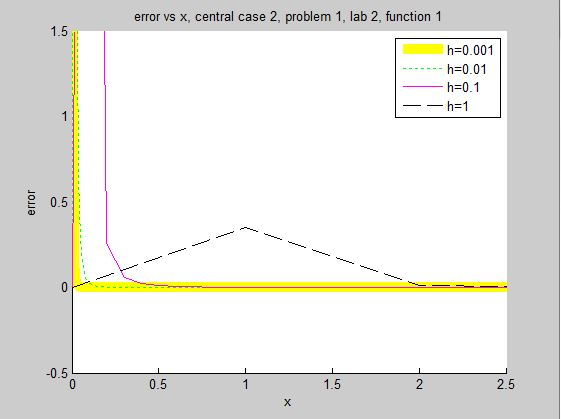 error vs x, central case 2, problem 1, lab 2, function 1
1.5
1
0.5
0
-0.5
error
h=0.001
h=0.01
h=0.1
h=1
0 0.5 1 1.5 2 2.5
x